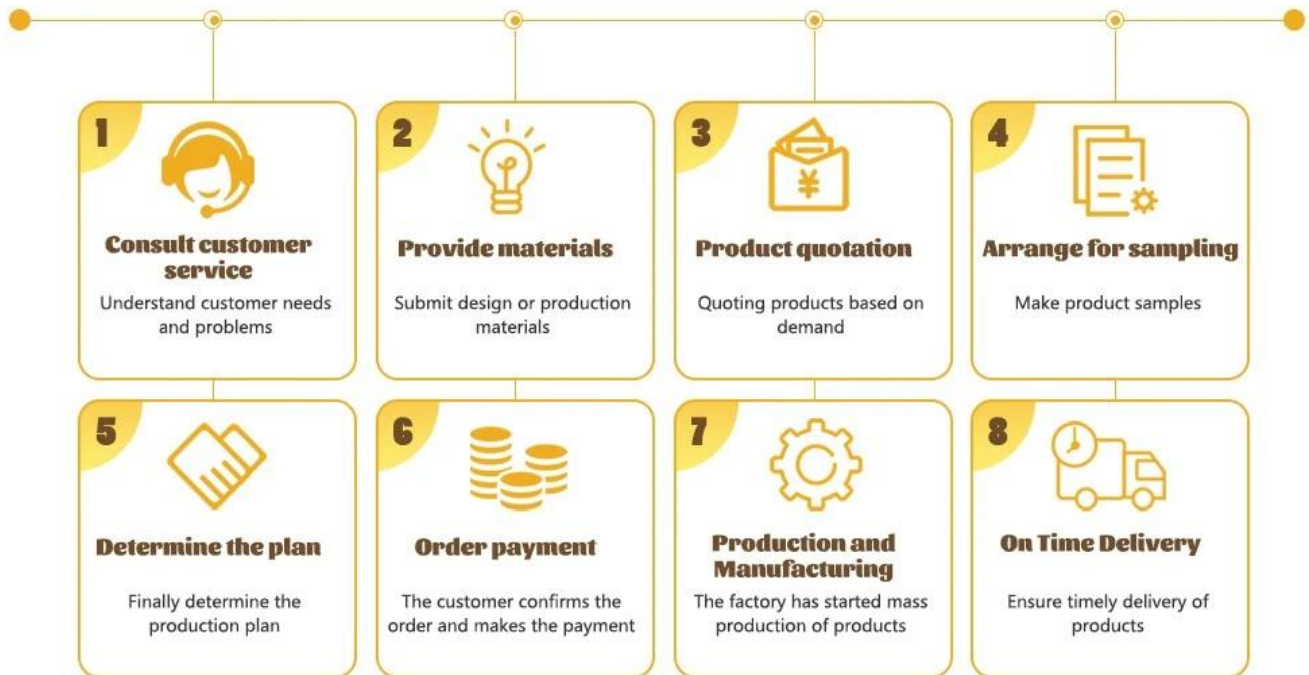 1
Consult customer
service
Understand customer needs
and problems
2
Provide materials
Submit design or production
materials
3
¥
Product quotation
Quoting products based on
demand
4
Arrange for sampling
Make product samples
5
Determine the plan
Finally determine the
production plan
6
Order payment
The customer confirms the
order and makes the payment
7
Production and
Manufacturing
The factory has started mass
production of products
8
On Time Delivery
Ensure timely delivery of
products